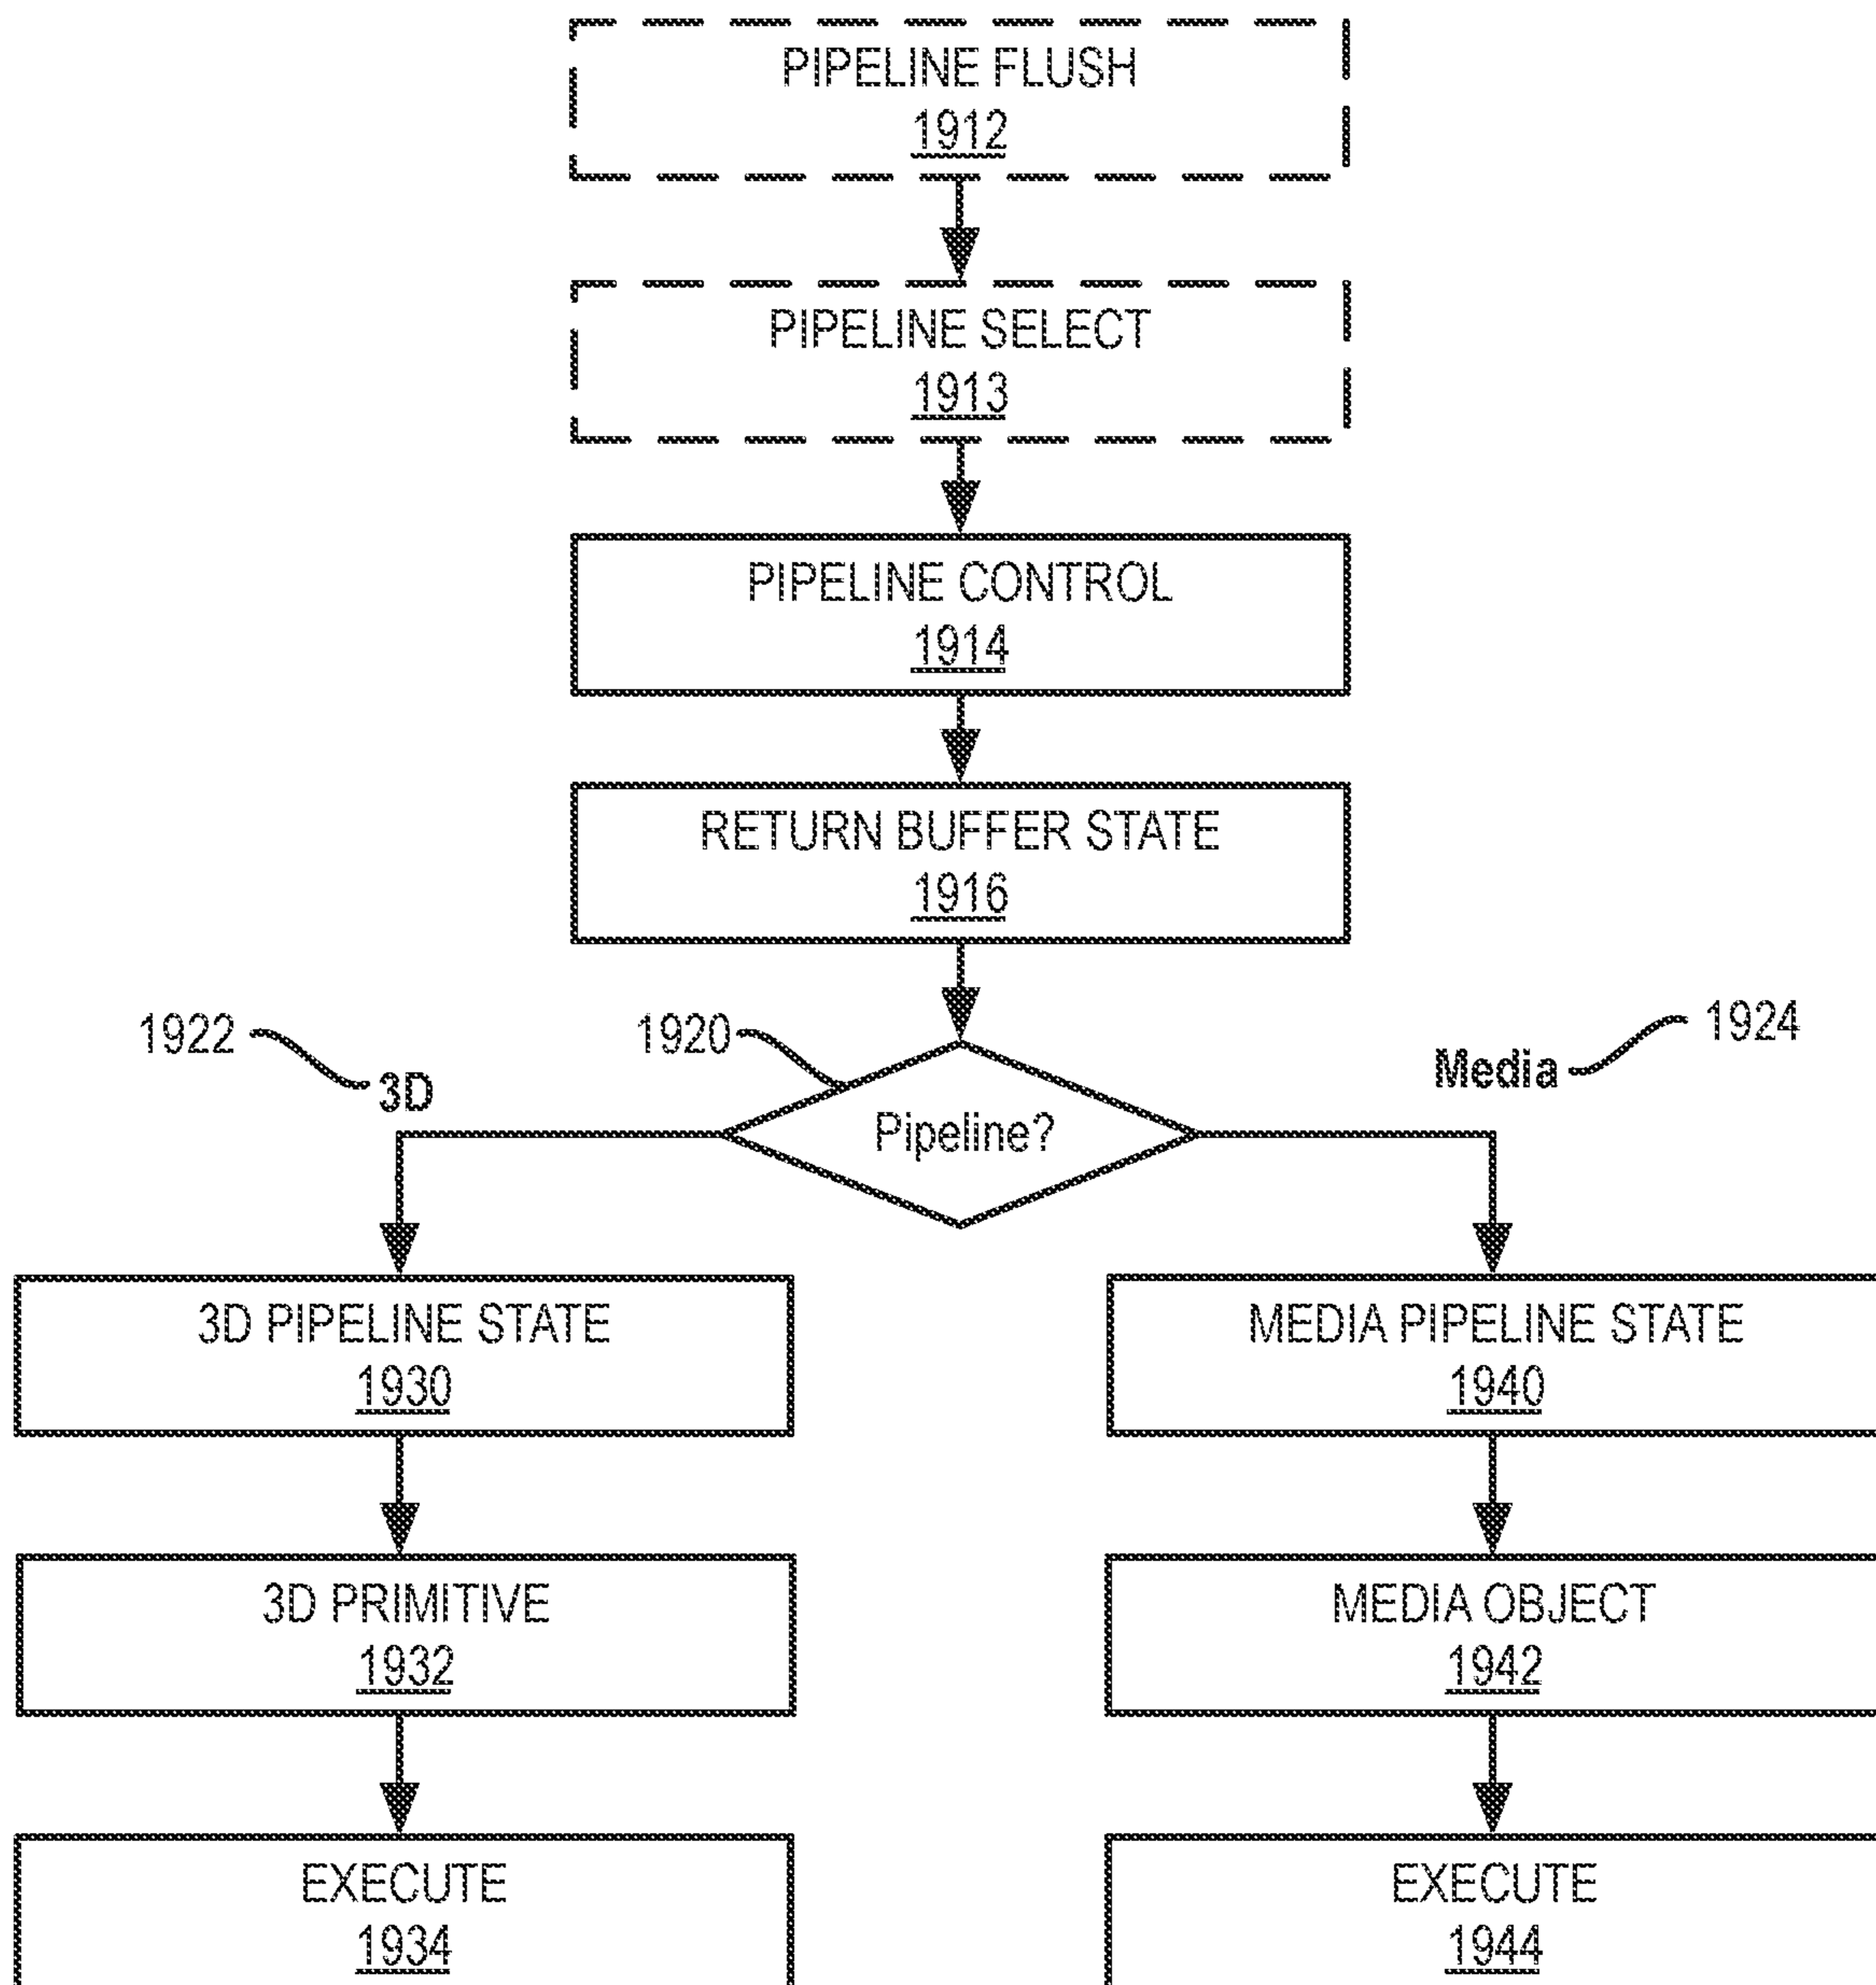 PIPELINE FLUSH
1912
PIPELINE SELECT
1913
PIPELINE CONTROL
1914
RETURN BUFFER STATE
1916
1922
3D
1920
Pipeline?
Media
1924
3D PIPELINE STATE
1930
MEDIA PIPELINE STATE
1940
3D PRIMITIVE
1932
MEDIA OBJECT
1942
EXECUTE
1934
EXECUTE
1944